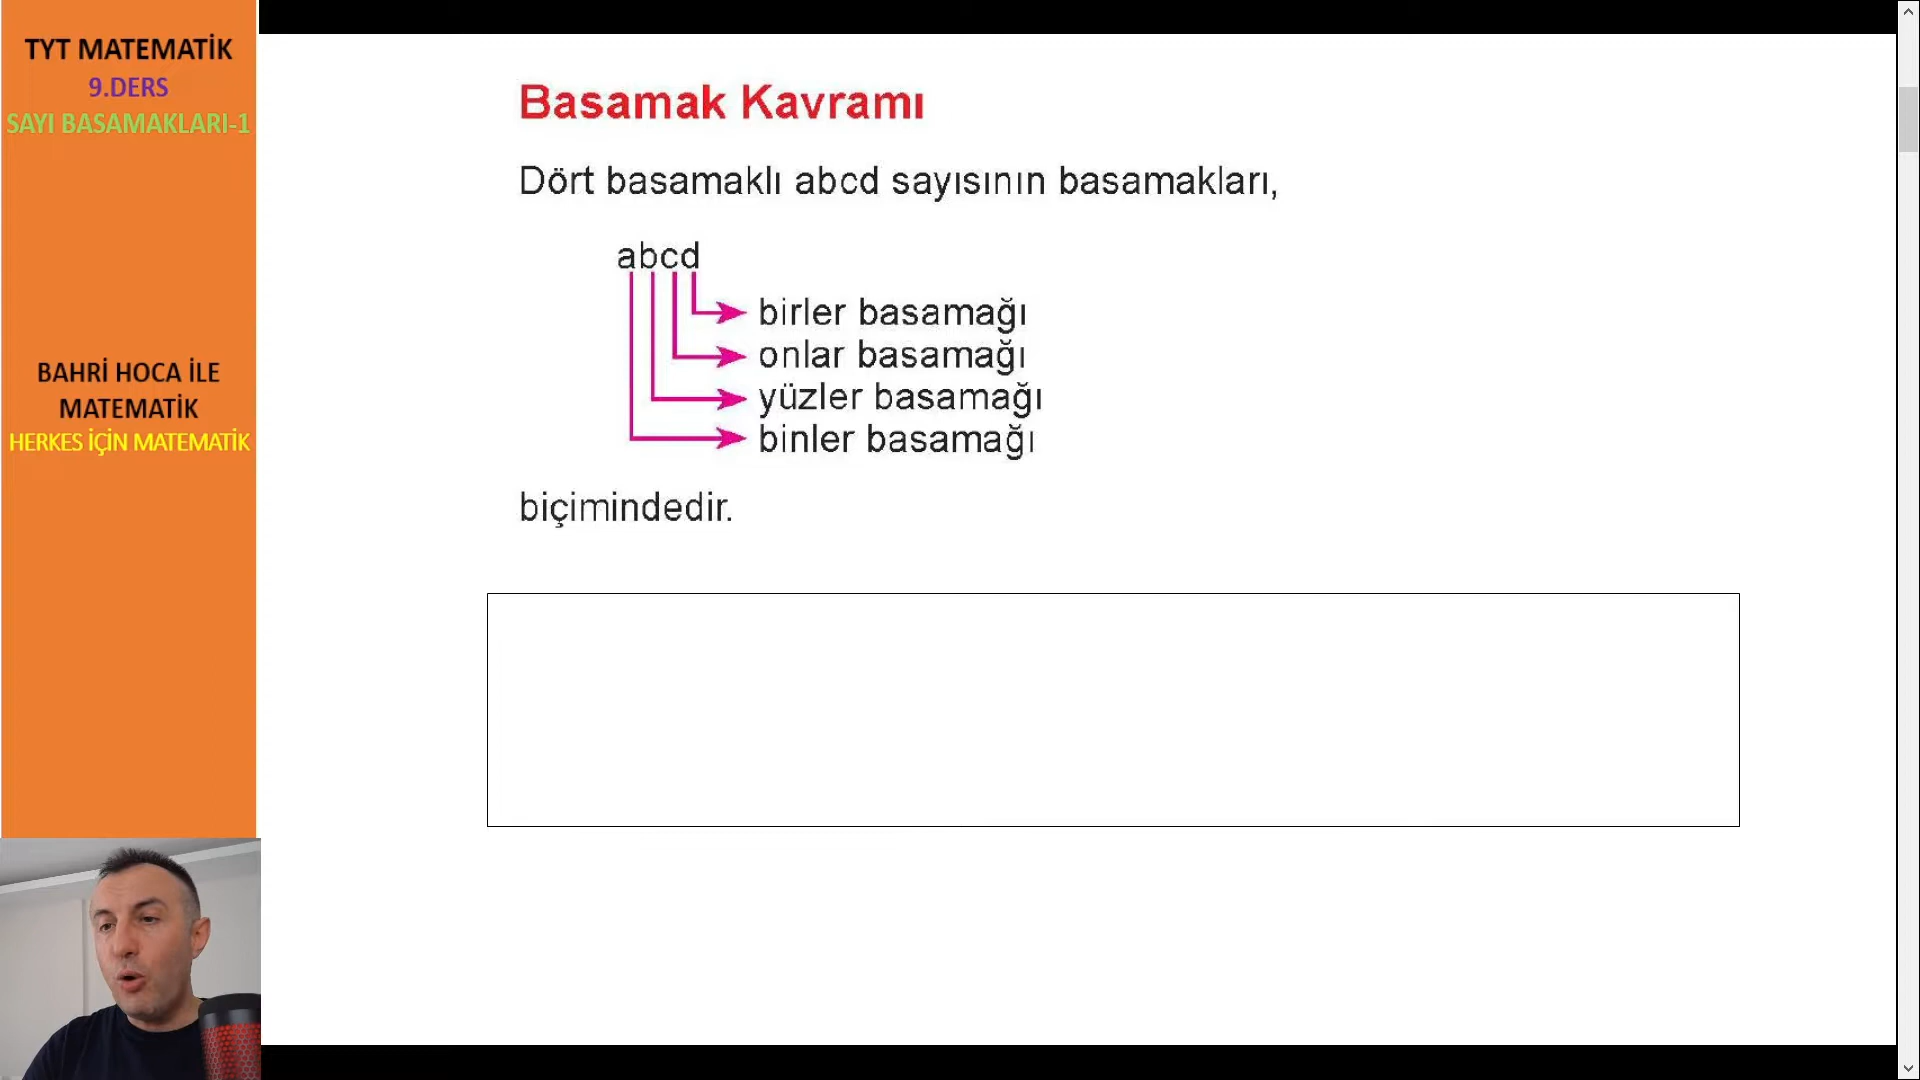 TYT MATEMATİK
9.DERS
SAYI BASAMAKLARI-1
BAHRİ HOCA İLE
MATEMATİK
HERKES İÇİN MATEMATİK
Basamak Kavramı
Dört basamaklı abcd sayısının basamakları,
abcd
birler basamağı
onlar basamağı
yüzler basamağı
binler basamağı
biçimindedir.